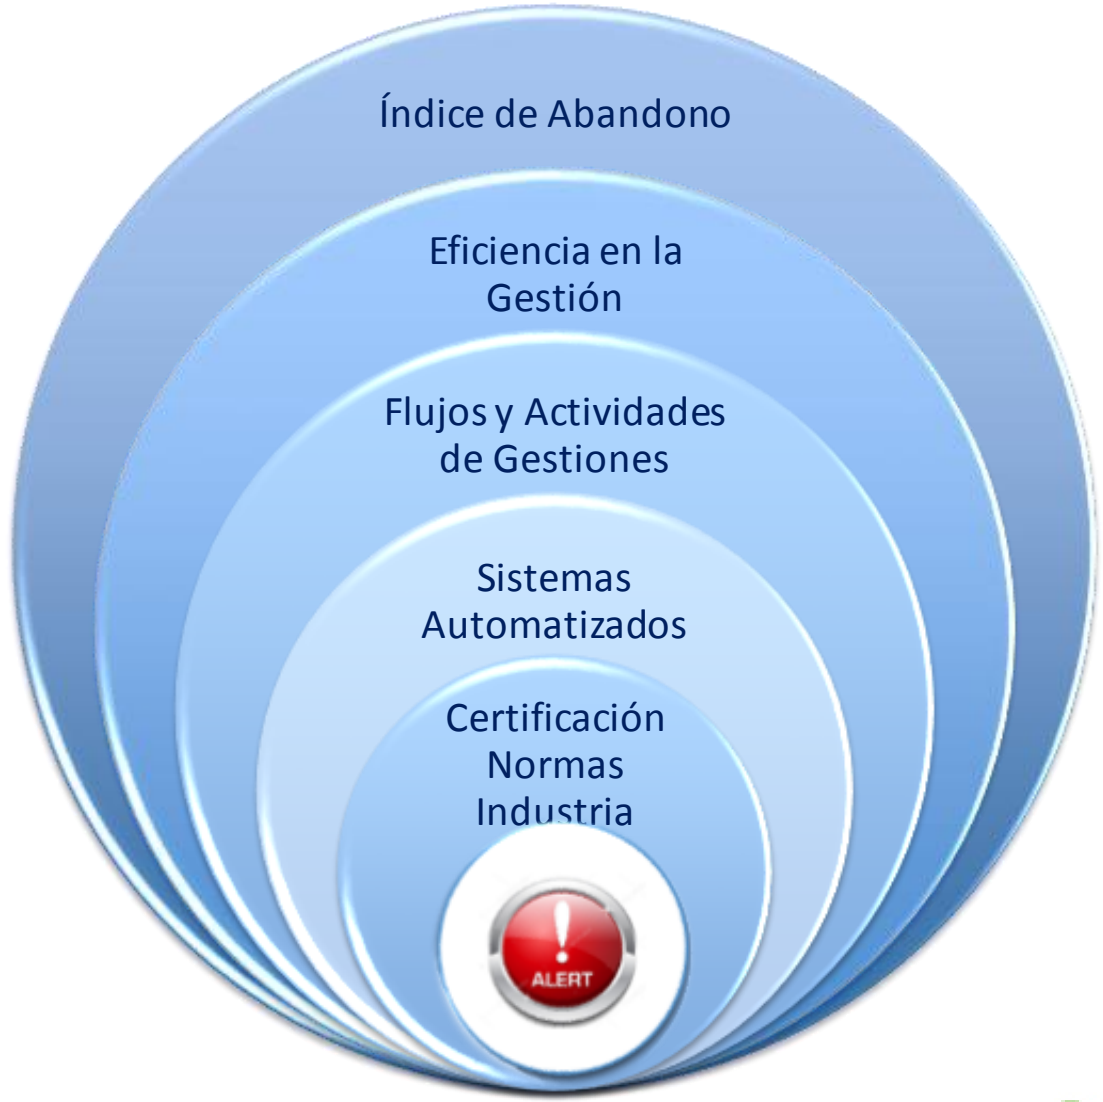 Índice de Abandono
Eficiencia en la
Gestión
Flujos y Actividades
de Gestiones
Sistemas
Automatizados
Certificación
Normas
Industria
!
ALERT